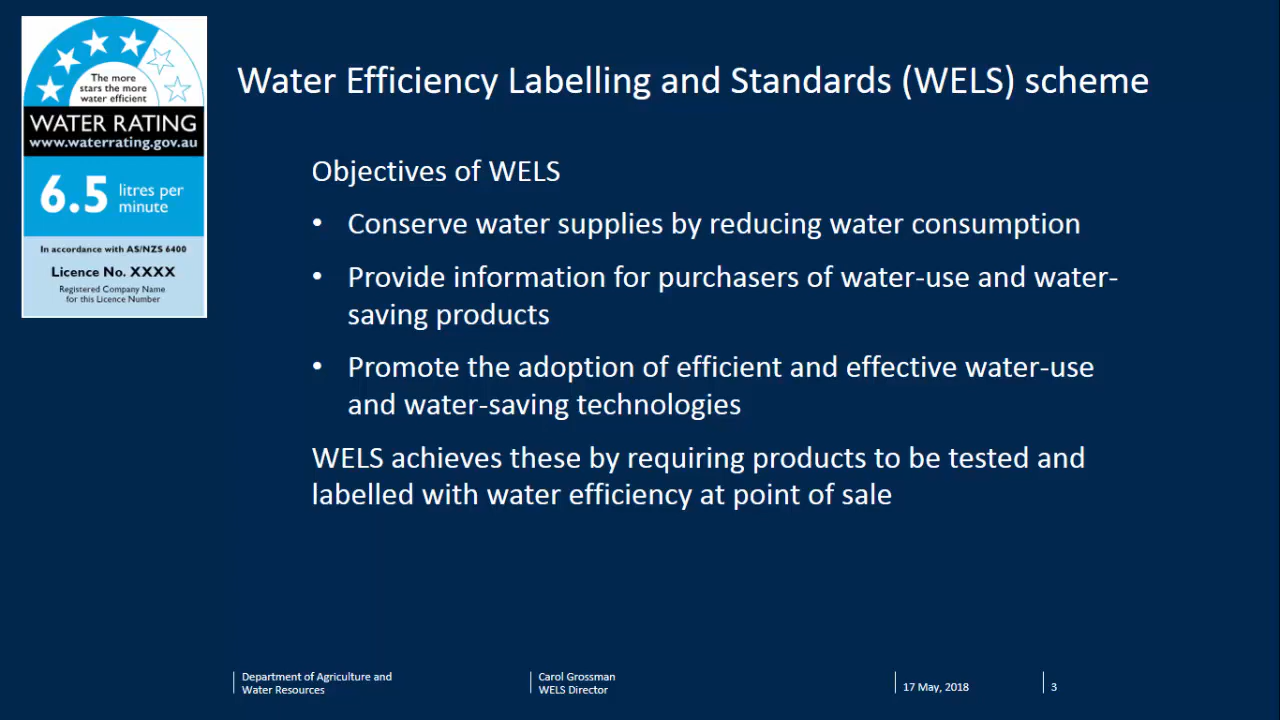 The more
stars the more
water efficient
WATER RATING
www.waterrating.gov.au
6.5 litres per
minute
In accordance with AS/NZS 6400
Licence No. XXXX
Registered Company Name
for this Licence Number
Water Efficiency Labelling and Standards (WELS) scheme
Objectives of WELS
• Conserve water supplies by reducing water consumption
• Provide information for purchasers of water-use and water-
saving products
• Promote the adoption of efficient and effective water-use
and water-saving technologies
WELS achieves these by requiring products to be tested and
labelled with water efficiency at point of sale
Department of Agriculture and
Water Resources
Carol Grossman
WELS Director
17 May, 2018
3